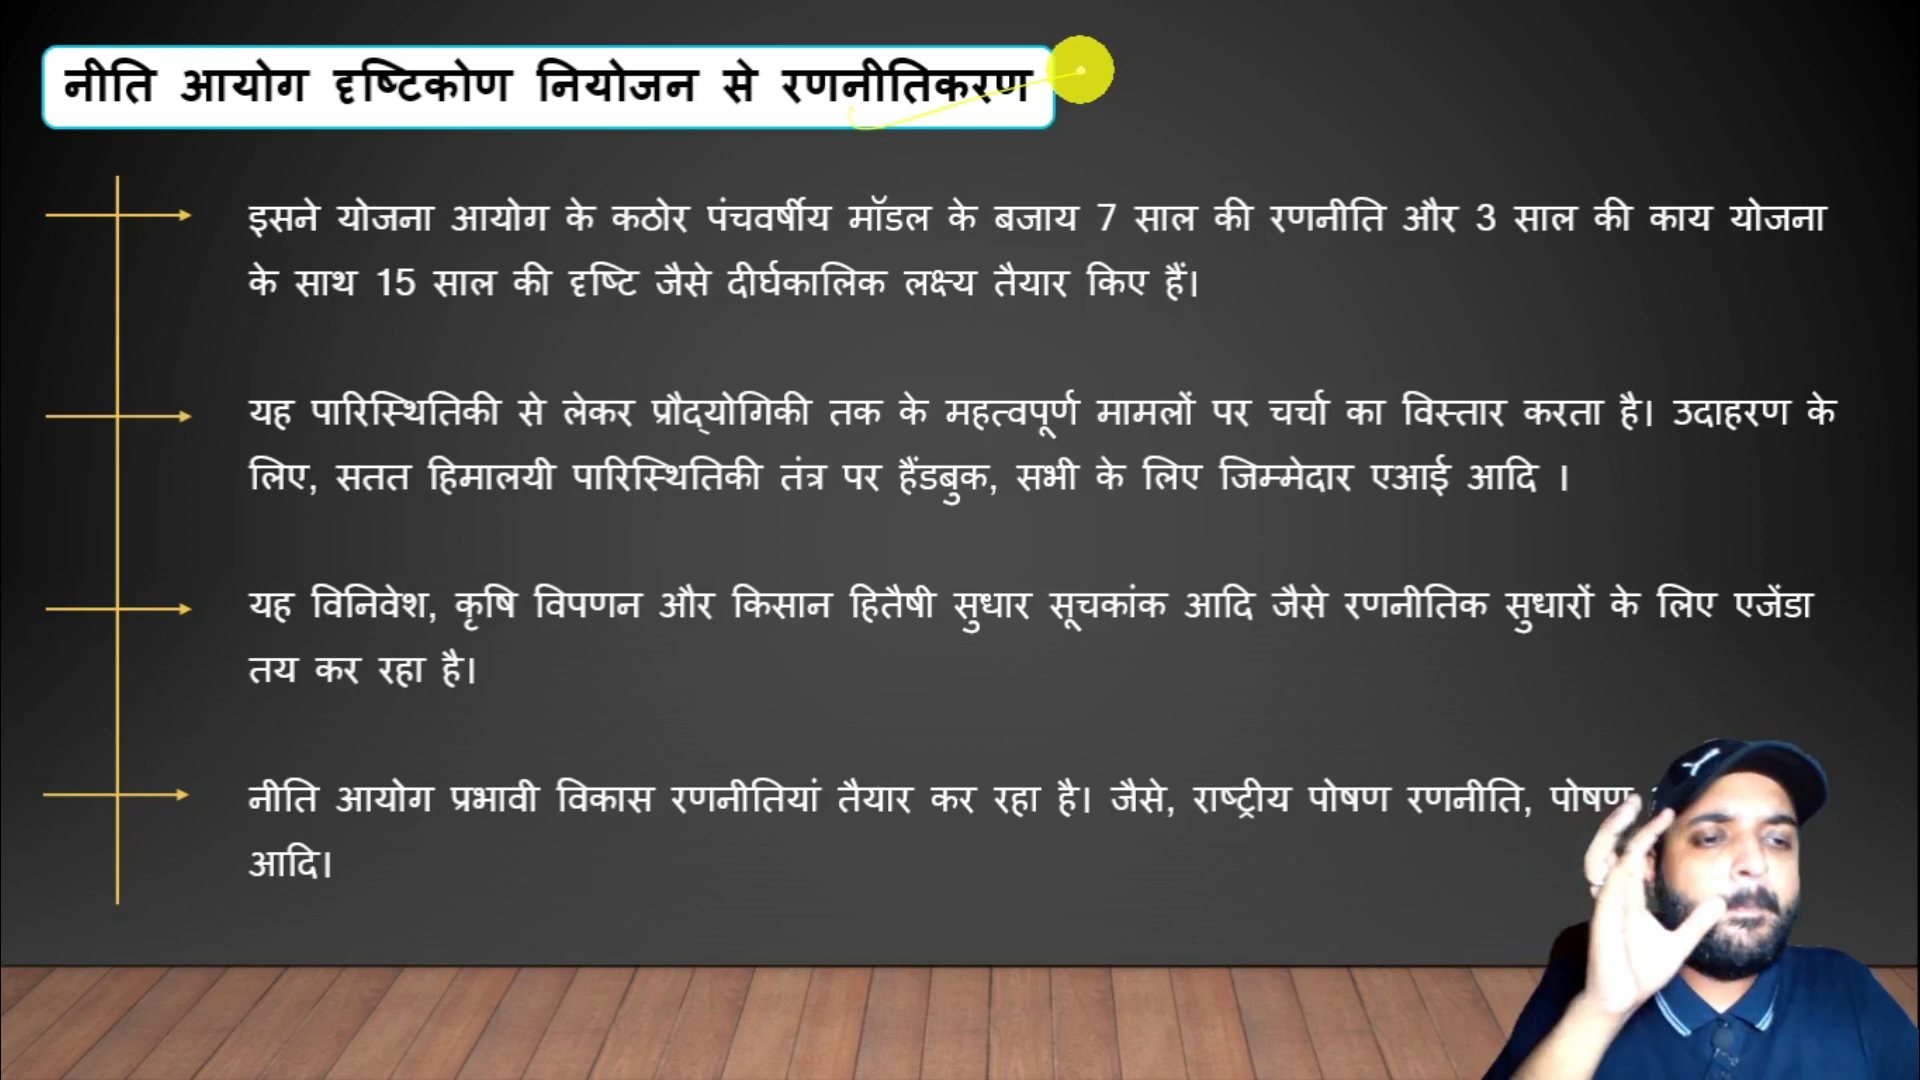 नीति आयोग दृष्टिकोण नियोजन से रणनीतिकरण
इसने योजना आयोग के कठोर पंचवर्षीय मॉडल के बजाय 7 साल की रणनीति और 3 साल की काय योजना
के साथ 15 साल की दृष्टि जैसे दीर्घकालिक लक्ष्य तैयार किए हैं।
यह पारिस्थितिकी से लेकर प्रौद्योगिकी तक के महत्वपूर्ण मामलों पर चर्चा का विस्तार करता है। उदाहरण के
लिए, सतत हिमालयी पारिस्थितिकी तंत्र पर हैंडबुक, सभी के लिए जिम्मेदार एआई आदि ।
यह विनिवेश, कृषि विपणन और किसान हितैषी सुधार सूचकांक आदि जैसे रणनीतिक सुधारों के लिए एजेंडा
तय कर रहा है।
नीति आयोग प्रभावी विकास रणनीतियां तैयार कर रहा है। जैसे, राष्ट्रीय पोषण रणनीति, पोषण
आदि।